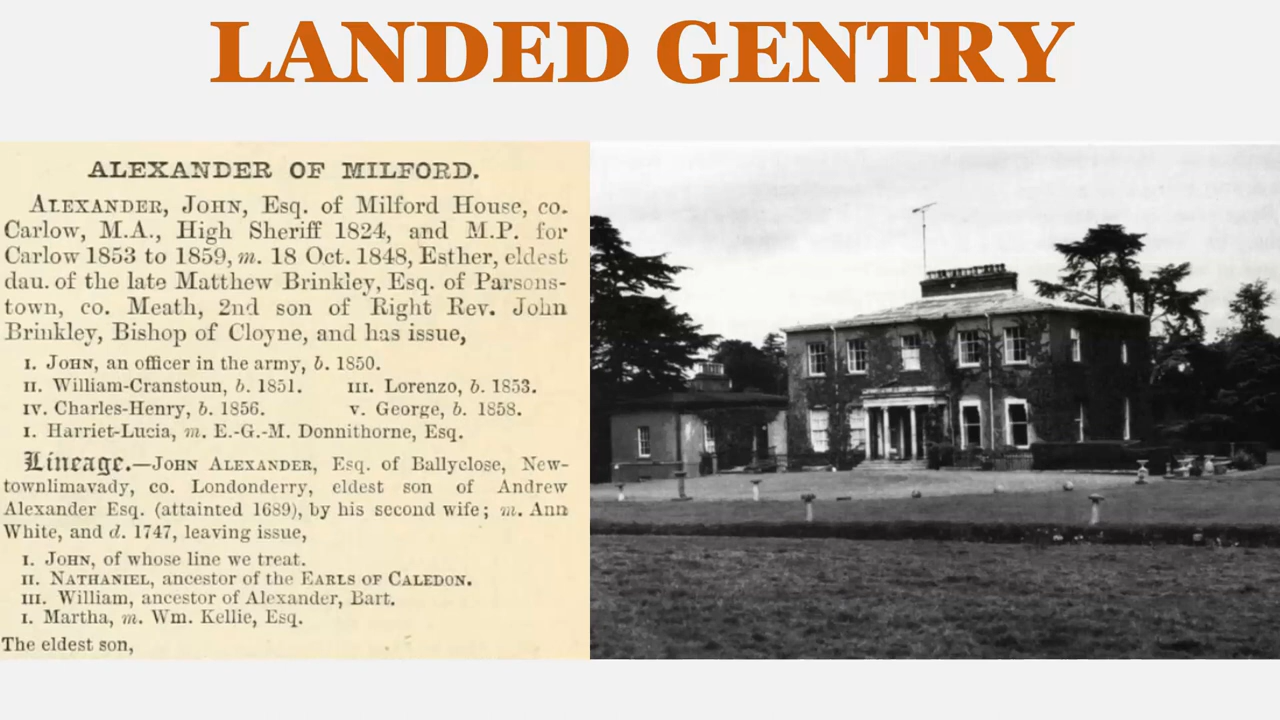 LANDED GENTRY
ALEXANDER OF MILFORD.
ALEXANDER, JOHN, Esq. of Milford House, co.
Carlow, M.A., High Sheriff 1824, and M.P. for
Carlow 1853 to 1859, m. 18 Oct. 1848, Esther, eldest
dau. of the late Matthew Brinkley, Esq. of Parsons-
town, co. Meath, 2nd son of Right Rev. John
Brinkley, Bishop of Cloyne, and has issue,
I. JOHN, an officer in the army, b. 1850.
II. William-Cranstoun, b. 1851. III. Lorenzo, b. 1853.
IV. Charles-Henry, b. 1856. V. George, b. 1858.
I. Harriet-Lucia, m. E.-G.-M. Donnithorne, Esq.
Lineage.—JOHN ALEXANDER, Esq. of Ballyclose, New-
townlimavady, co. Londonderry, eldest son of Andrew
Alexander Esq. (attainted 1689), by his second wife; m. Ann
White, and d. 1747, leaving issue,
I. JOHN, of whose line we treat.
II. NATHANIEL, ancestor of the EARLS OF CALEDON.
III. William, ancestor of Alexander, Bart.
I. Martha, m. Wm. Kellie, Esq.
The eldest son,